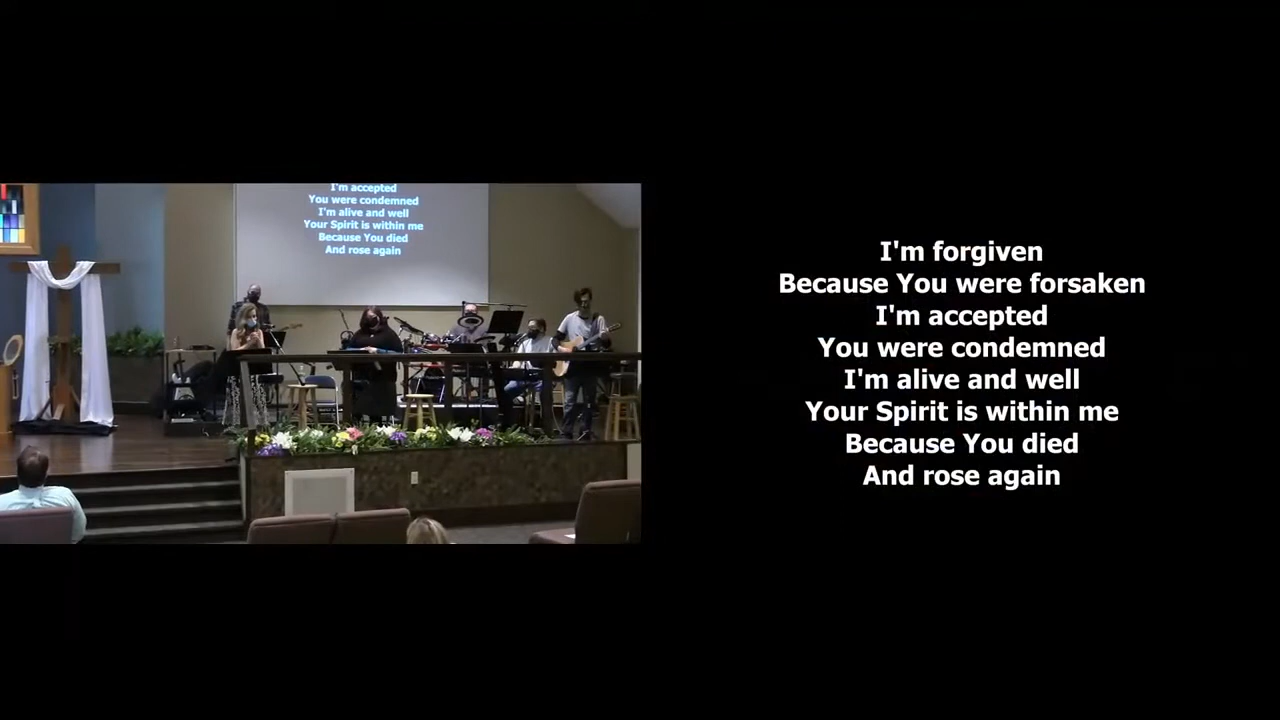 I'm accepted
You were condemned
I'm alive and well
Your Spirit is within me
Because You died
And rose again
I'm forgiven
Because You were forsaken
I'm accepted
You were condemned
I'm alive and well
Your Spirit is within me
Because You died
And rose again